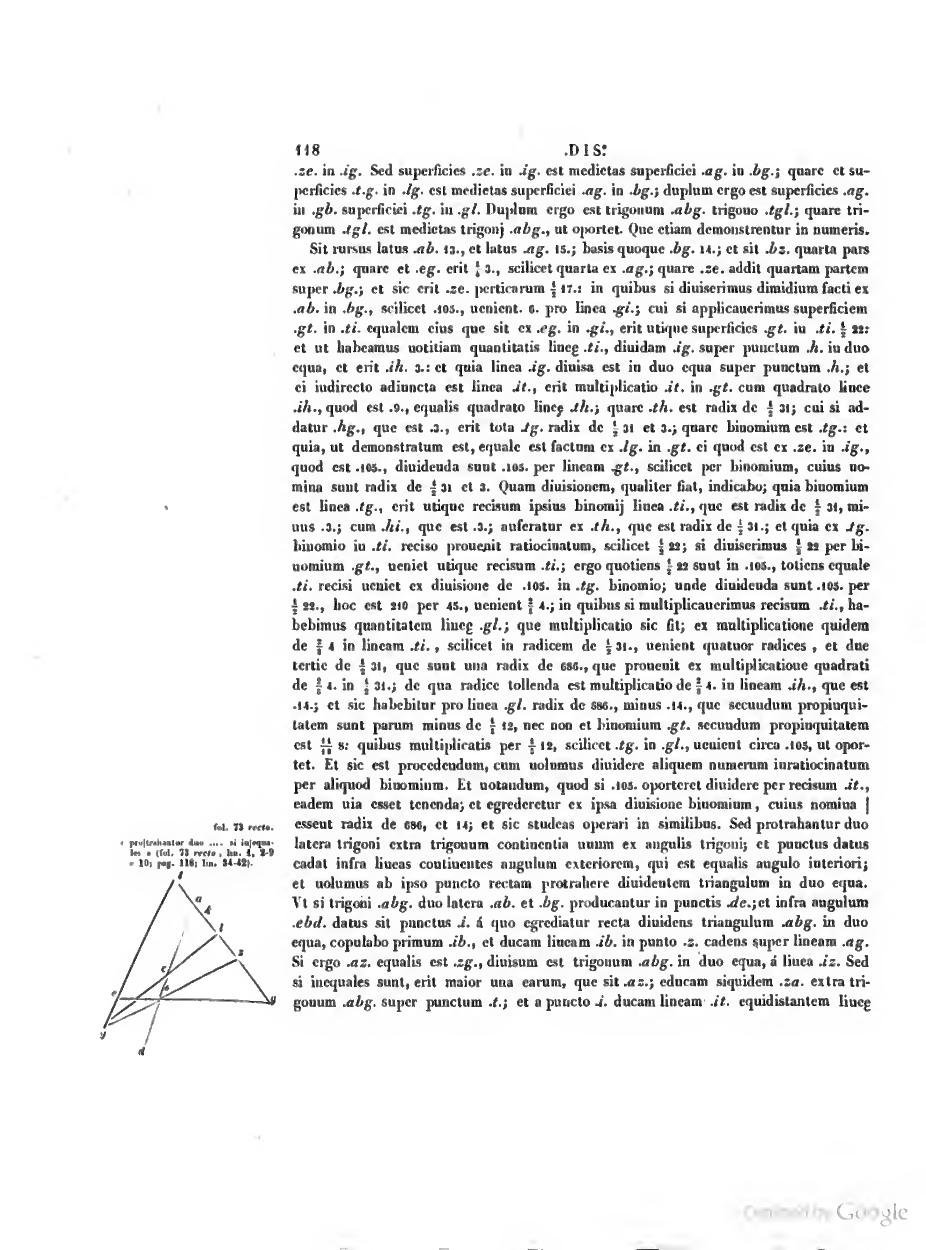 118 .DIS:
.ze. in .ig. Sed superficies .ze. in .ig. est medietas superficiei .ag. in .bg.; quare et su-
perficies .t.g. in .lg. est medietas superficiei .ag. in .bg.; duplum ergo est superficies .ag.
in .gb. superficiei .tg. in .gl. Duplum ergo est trigonum .abg. trigono .tgl.; quare tri-
gonum .tgl. est medietas trigonj .abg., ut oportet. Que etiam demonstrentur in numeris.
Sit rursus latus .ab. 13., et latus .ag. 15.; basis quoque .bg. 14.; et sit .bz. quarta pars
ex .ab.; quare et .eg. erit 3/4 3., scilicet quarta ex .ag.; quare .ze. addit quartam partem
super .bg.; et sic erit .ze. perticarum 1/2 17.: in quibus si diuiserimus dimidium facti ex
.ab. in .bg., scilicet .105., uenient. 6. pro linea .gi.; cui si applicauerimus superficiem
.gt. in .ti. equalem eius que sit ex .eg. in .gi., erit utique superficies .gt. in .ti. 1/2 22:
et ut habeamus notitiam quantitatis lineę .ti., diuidam .ig. super punctum .h. in duo
equa, et erit .ih. 3.: et quia linea .ig. diuisa est in duo equa super punctum .h.; et
ei indirecto adiuncta est linea .it., erit multiplicatio .it. in .gt. cum quadrato linee
.ih., quod est .9., equalis quadrato lineę .th.; quare .th. est radix de 1/2 31; cui si ad-
datur .hg., que est .3., erit tota .tg. radix de 1/2 31 et 3.; quare binomium est .tg.: et
quia, ut demonstratum est, equale est factum ex .lg. in .gt. ei quod est ex .ze. in .ig.,
quod est .105., diuidenda sunt .105. per lineam .gt., scilicet per binomium, cuius no-
mina sunt radix de 1/2 31 et 3. Quam diuisionem, qualiter fiat, indicabo; quia binomium
est linea .tg., erit utique recisum ipsius binomij linea .ti., que est radix de 1/2 31, mi-
nus .3.; cum .hi., que est .3.; auferatur ex .th., que est radix de 1/2 31.; et quia ex .tg.
binomio in .ti. reciso prouenit ratiocinatum, scilicet 1/2 22; si diuiserimus 1/2 22 per bi-
nomium .gt., ueniet utique recisum .ti.; ergo quotiens 1/2 22 sunt in .105., totiens equale
.ti. recisi ueniet ex diuisione de .105. in .tg. binomio; unde diuidenda sunt .105. per
1/2 22., hoc est 210 per 45., uenient 2/3 4.; in quibus si multiplicauerimus recisum .ti., ha-
bebimus quantitatem lineę .gl.; que multiplicatio sic fit; ex multiplicatione quidem
de 2/3 4 in lineam .ti., scilicet in radicem de 1/2 31., uenient quatuor radices , et due
tertie de 1/2 31, que sunt una radix de 686., que prouenit ex multiplicatione quadrati
de 2/3 4. in 1/2 31.; de qua radice tollenda est multiplicatio de 2/3 4. in lineam .ih., que est
.14.; et sic habebitur pro linea .gl. radix de 686., minus .14., que secundum propinqui-
tatem sunt parum minus de 1/5 12, nec non et binomium .gt. secundum propinquitatem
est 8: quibus multiplicatis per 1/5 12, scilicet .tg. in .gl., ueuient circa .105, ut opor-
tet. Et sic est procedendum, cum uolumus diuidere aliquem numerum inratiocinatum
per aliquod binomium. Et notandum, quod si .105. oporteret diuidere per recisum .it.,
eadem uia esset tenenda; et egrederetur ex ipsa diuisione binomium, cuius nomina |
essent radix de 686, et 14; et sic studeas operari in similibus. Sed protrahantur duo
latera trigoni extra trigonum continentia unum ex angulis trigoni; et punctus datus
cadat infra lineas continentes angulum exteriorem, qui est equalis angulo interiori;
et uolumus ab ipso puncto rectam protrahere diuidentem triangulum in duo equa.
Vt si trigoni .abg. duo latera .ab. et .bg. producantur in punctis .de.;et infra angulum
.ebd. datus sit punctus .i. á quo egrediatur recta diuidens triangulum .abg. in duo
equa, copulabo primum .ib., et ducam lineam .ib. in punto .z. cadens super lineam .ag.
Si ergo .az. equalis est .zg., diuisum est trigonum .abg. in duo equa, á linea .iz. Sed
si inequales sunt, erit maior una earum, que sit .az.; educam siquidem .za. extra tri-
gonum .abg. super punctum .t.; et a puncto .i. ducam lineam .it. equidistantem lineę
fol. 73 recto.
« pro|trahantur duo .... si inequa-
les » (fol. 73 recto, lin. 1, 2-9
e 10; pag. 118; lin. 34-42).
t
a
k
l
z
c
e
b
g
y
d
Digitized by Google